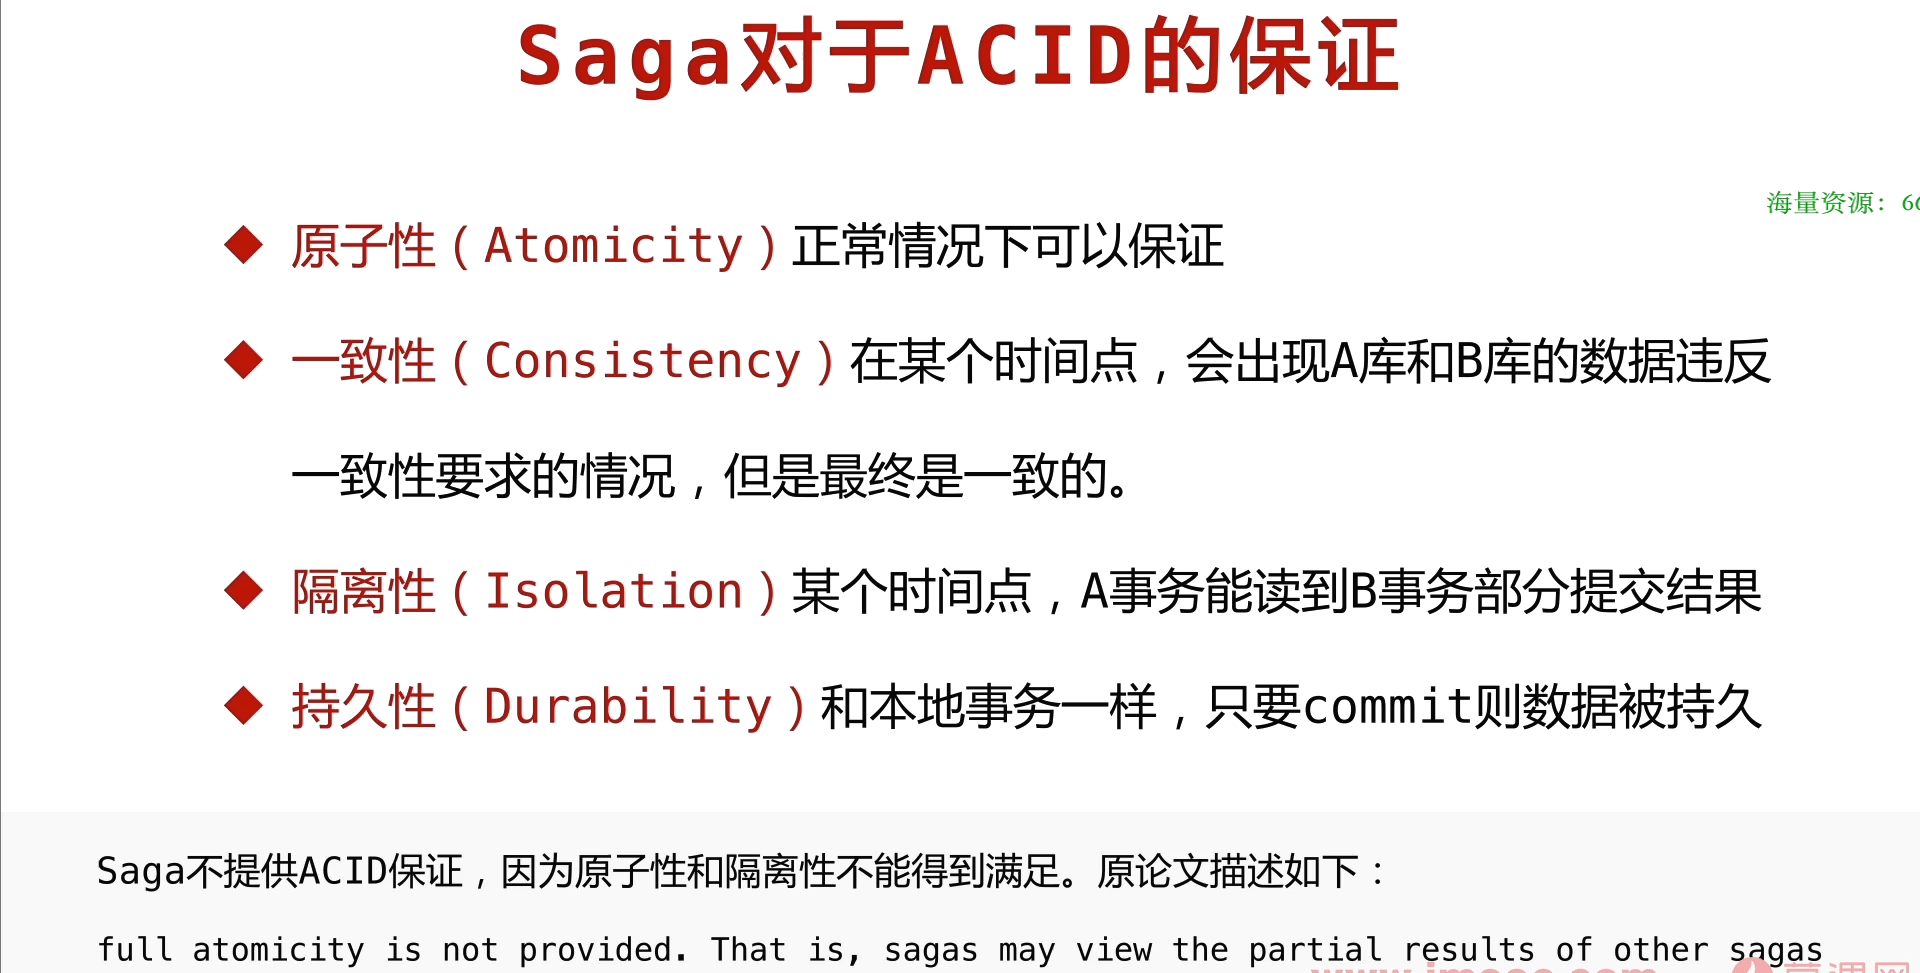 Saga对于ACID的保证
海量资源：
◆ 原子性（Atomicity）正常情况下可以保证
◆ 一致性（Consistency）在某个时间点，会出现A库和B库的数据违反
一致性要求的情况，但是最终是一致的。
◆ 隔离性（Isolation）某个时间点，A事务能读到B事务部分提交结果
◆ 持久性（Durability）和本地事务一样，只要commit则数据被持久
Saga不提供ACID保证，因为原子性和隔离性不能得到满足。原论文描述如下：
full atomicity is not provided. That is, sagas may view the partial results of other sagas